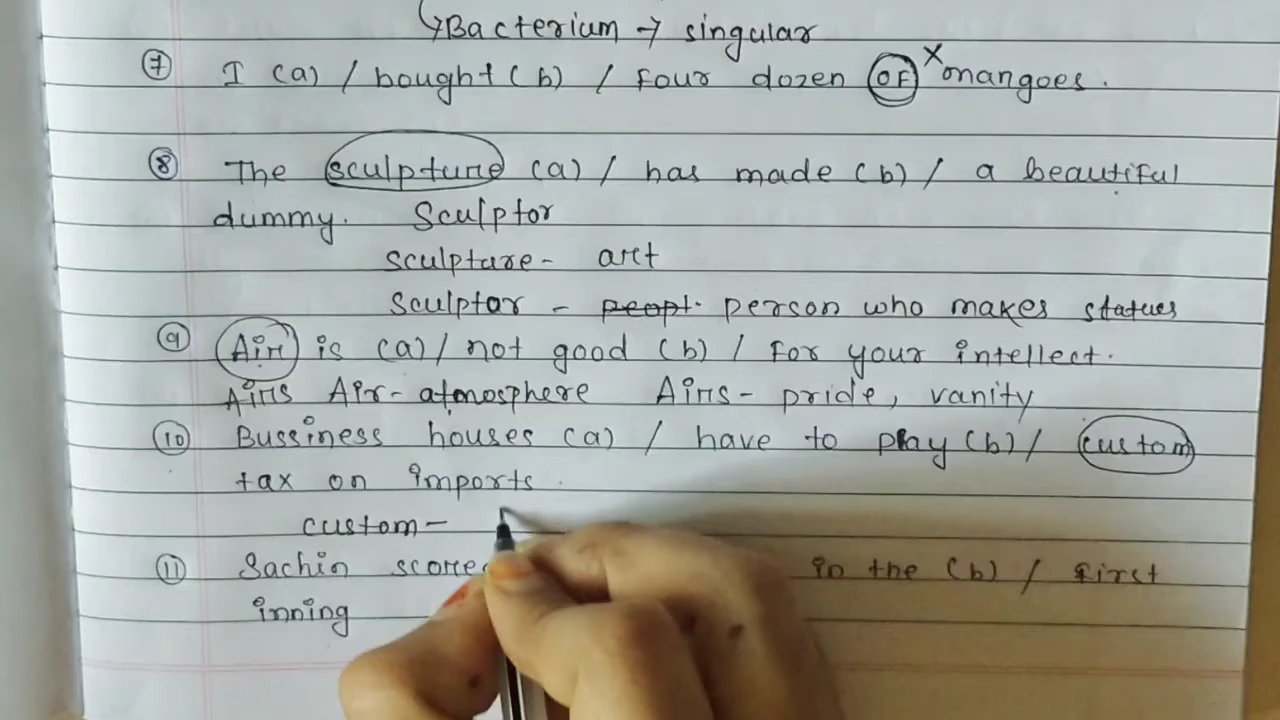 ↳Bacterium → singular
⑦ I (a) / bought (b) / four dozen of × mangoes.
⑧ The sculpture (a) / has made (b) / a beautiful
dummy. Sculptor
sculpture - art
sculptor - peopl. person who makes statues
⑨ Air is (a) / not good (b) / for your intellect.
Airs Air - atmosphere Airs - pride, vanity
⑩ Bussiness houses (a) / have to play (b) / custom
tax on imports.
custom -
⑪ Sachin in the (b) / first
inning